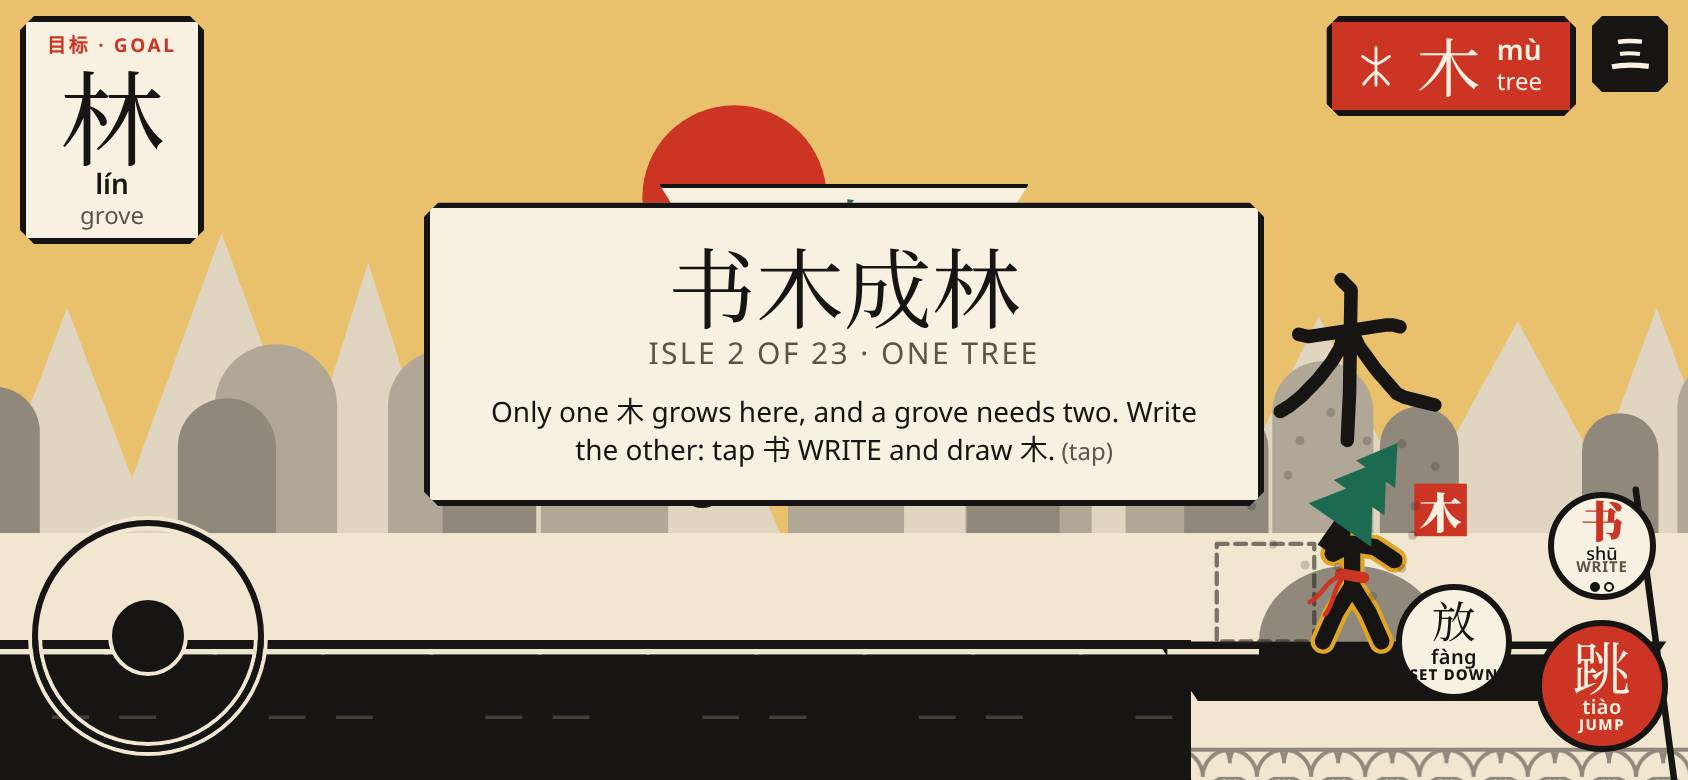 目标 · GOAL
林
lín
grove
木
mù
tree
三
书木成林
ISLE 2 OF 23 · ONE TREE
Only one 木 grows here, and a grove needs two. Write
the other: tap 书 WRITE and draw 木. (tap)
木
木
书
shū
WRITE
放
fàng
SET DOWN
跳
tiào
JUMP